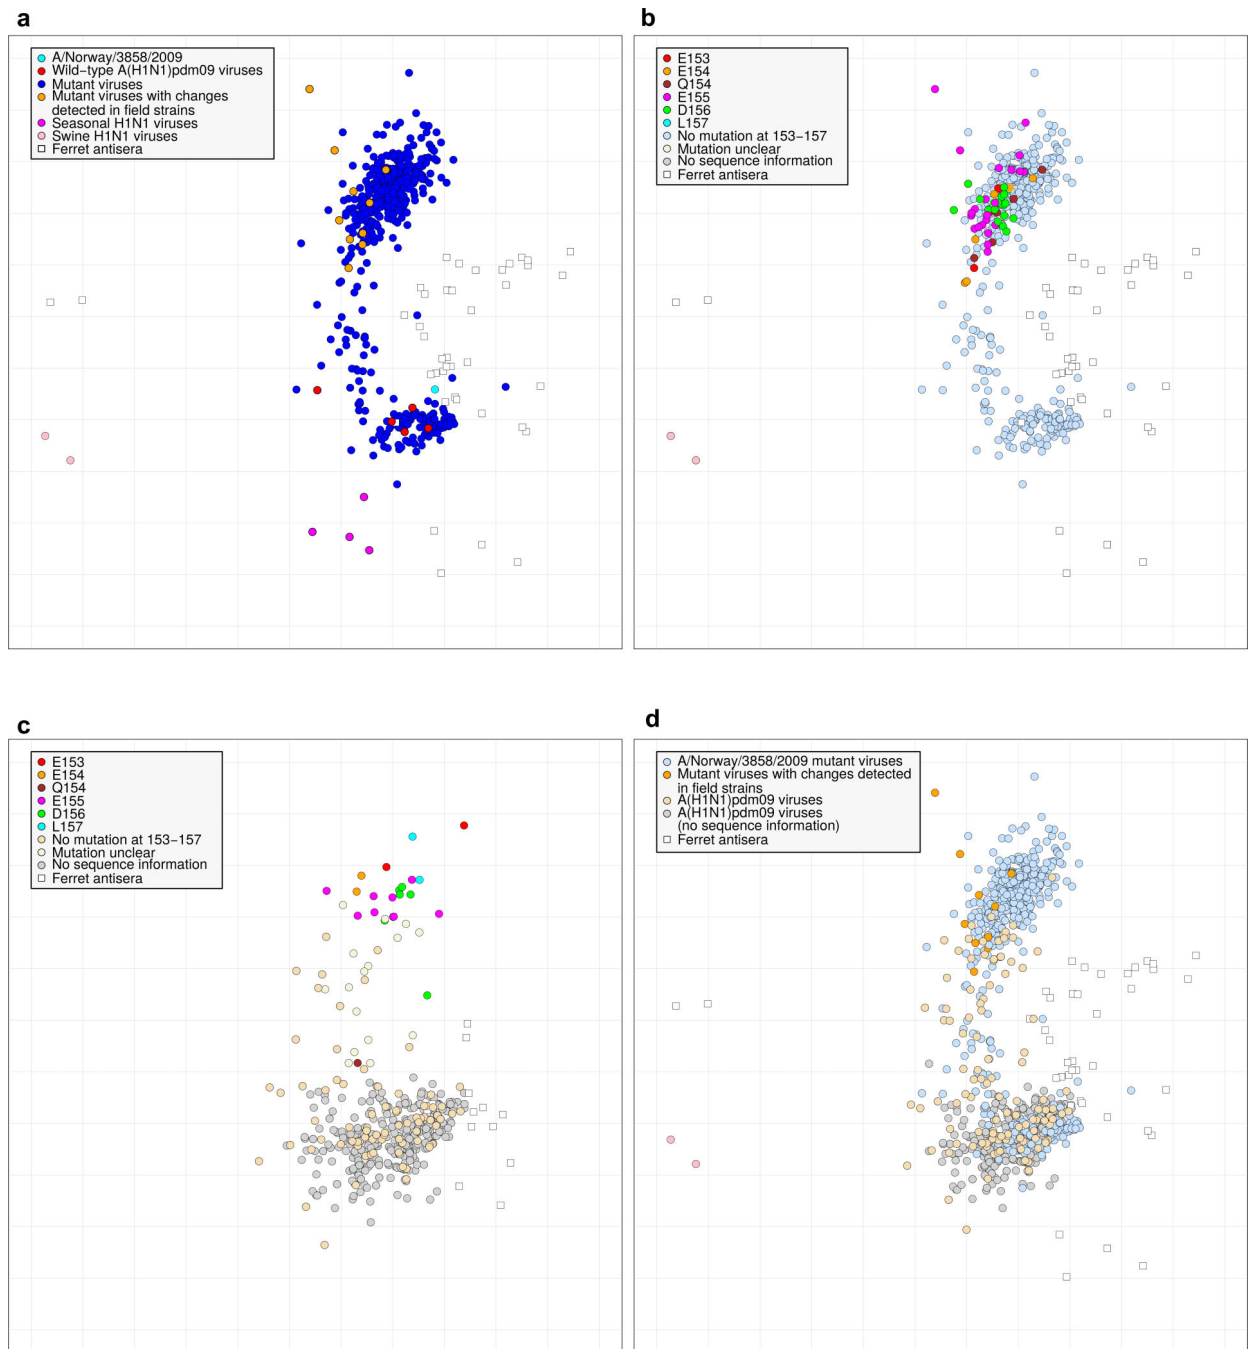 a
A/Norway/3858/2009
Wild−type A(H1N1)pdm09 viruses
Mutant viruses
Mutant viruses with changes
detected in field strains
Seasonal H1N1 viruses
Swine H1N1 viruses
Ferret antisera
b
E153
E154
Q154
E155
D156
L157
No mutation at 153−157
Mutation unclear
No sequence information
Ferret antisera
c
E153
E154
Q154
E155
D156
L157
No mutation at 153−157
Mutation unclear
No sequence information
Ferret antisera
d
A/Norway/3858/2009 mutant viruses
Mutant viruses with changes detected
in field strains
A(H1N1)pdm09 viruses
A(H1N1)pdm09 viruses
(no sequence information)
Ferret antisera